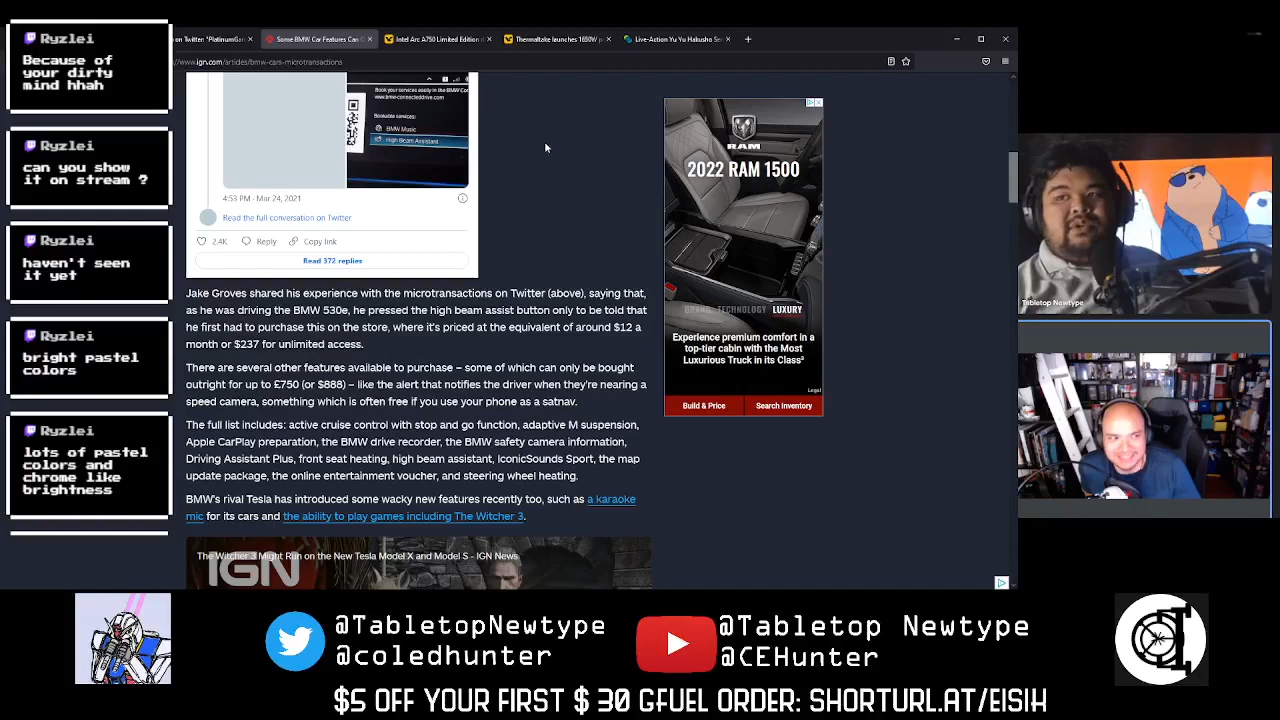 Ryzlei
Because of
your dirty
mind hhah
Ryzlei
can you show
it on stream ?
Ryzlei
haven't seen
it yet
Ryzlei
bright pastel
colors
Ryzlei
lots of pastel
colors and
chrome like
brightness
on Twitter: "PlatinumGar
Some BMW Car Features Can O
Intel Arc A750 Limited Edition d
Thermaltake launches 1650W p
Live-Action Yu Yu Hakusho Se
www.ign.com/articles/bmw-cars-microtransactions
Book your services easily in the BMW Cor
www.bmw-connecteddrive.com
Bookable services:
BMW Music
High Beam Assistant
4:53 PM · Mar 24, 2021
Read the full conversation on Twitter
2.4K Reply Copy link
Read 372 replies
Jake Groves shared his experience with the microtransactions on Twitter (above), saying that,
as he was driving the BMW 530e, he pressed the high beam assist button only to be told that
he first had to purchase this on the store, where it's priced at the equivalent of around $12 a
month or $237 for unlimited access.
There are several other features available to purchase – some of which can only be bought
outright for up to £750 (or $888) – like the alert that notifies the driver when they're nearing a
speed camera, something which is often free if you use your phone as a satnav.
The full list includes: active cruise control with stop and go function, adaptive M suspension,
Apple CarPlay preparation, the BMW drive recorder, the BMW safety camera information,
Driving Assistant Plus, front seat heating, high beam assistant, IconicSounds Sport, the map
update package, the online entertainment voucher, and steering wheel heating.
BMW's rival Tesla has introduced some wacky new features recently too, such as a karaoke
mic for its cars and the ability to play games including The Witcher 3.
The Witcher 3 Might Run on the New Tesla Model X and Model S - IGN News
IGN
RAM
2022 RAM 1500
BRAND TECHNOLOGY LUXURY
Experience premium comfort in a
top-tier cabin with the Most
Luxurious Truck in its Class²
Legal
Build & Price
Search Inventory
Tabletop Newtype
@TabletopNewtype
@coledhunter
@Tabletop Newtype
@CEHunter
$5 OFF YOUR FIRST $ 30 GFUEL ORDER: SHORTURL.AT/EISIH